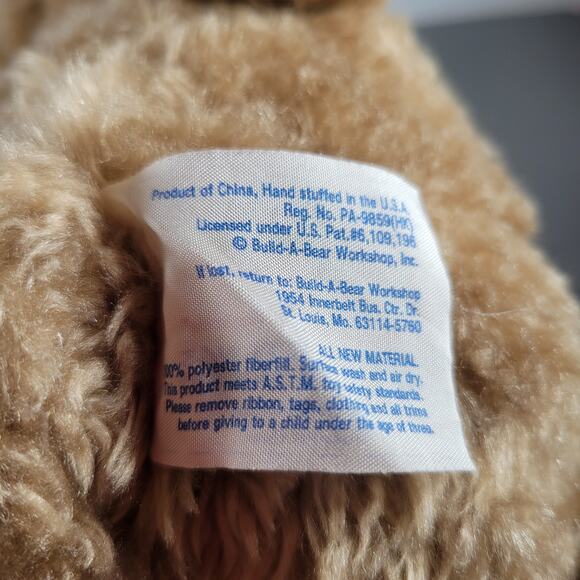 Product of China, Hand stuffed in the U.S.A.
Reg. No. PA-9859(HK)
Licensed under U.S. Pat.#6,109,196
© Build-A-Bear Workshop, Inc.
If lost, return to: Build-A-Bear Workshop
1954 Innerbelt Bus. Ctr. Dr.
St. Louis, Mo. 63114-5760
ALL NEW MATERIAL
100% polyester fiberfill. Surface wash and air dry.
This product meets A.S.T.M. toy safety standards.
Please remove ribbon, tags, clothing and all trims
before giving to a child under the age of three.